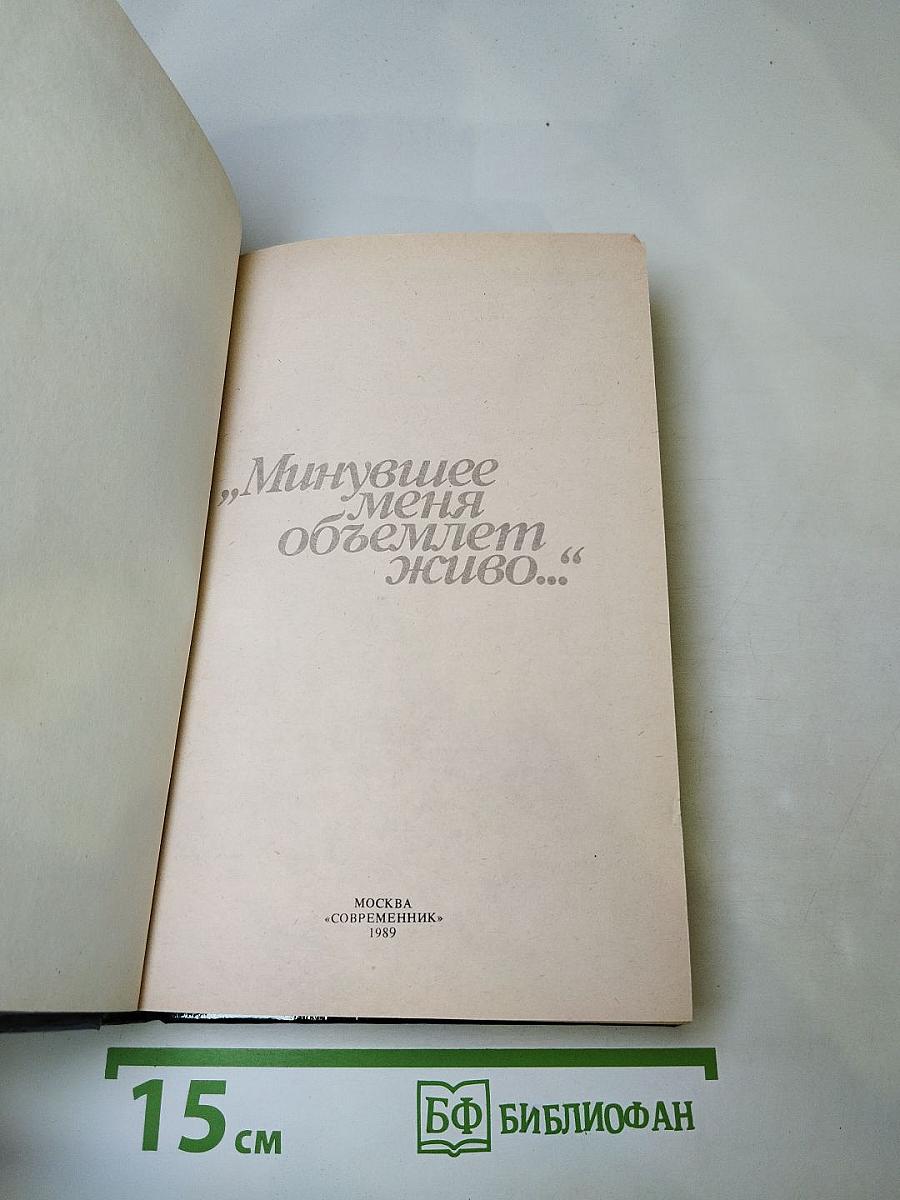 „Минувшее
меня
объемлет
живо...“
МОСКВА
«СОВРЕМЕННИК»
1989
15 см
БФ БИБЛИОФАН